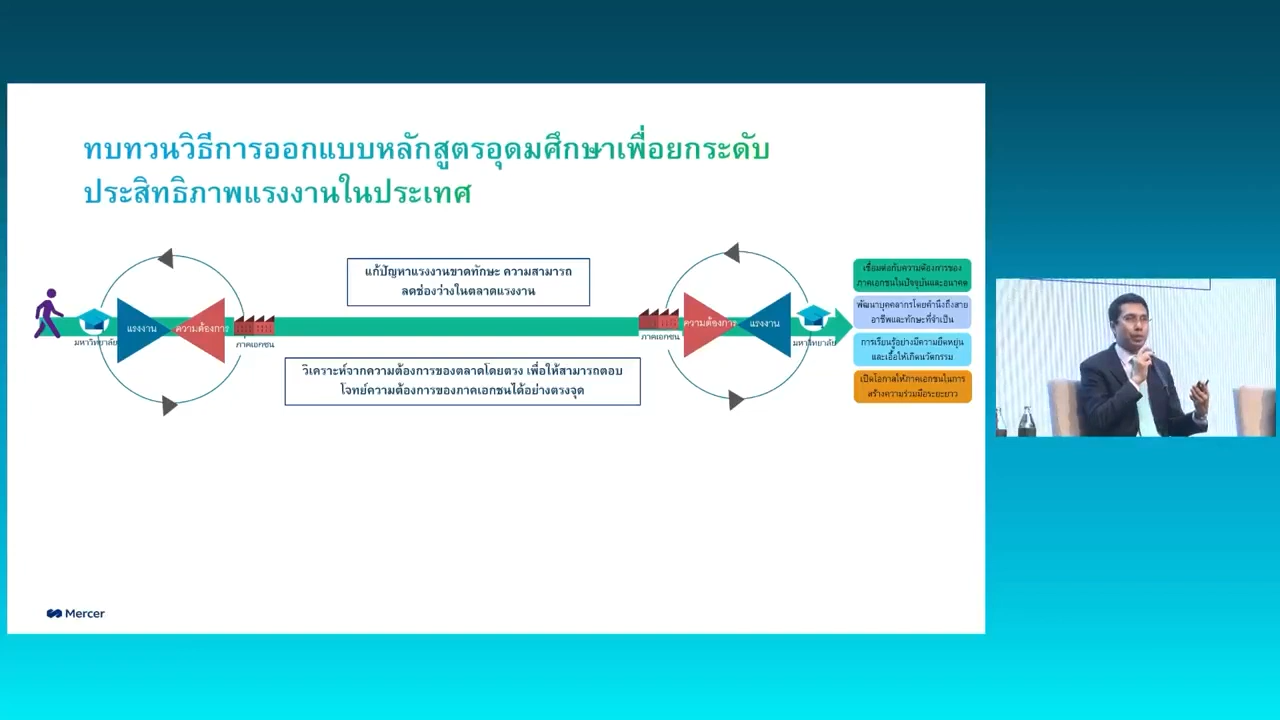 ทบทวนวิธีการออกแบบหลักสูตรอุดมศึกษาเพื่อยกระดับ
ประสิทธิภาพแรงงานในประเทศ
แก้ปัญหาแรงงานขาดทักษะ ความสามารถ
ลดช่องว่างในตลาดแรงงาน
มหาวิทยาลัย
แรงงาน
ความต้องการ
ภาคเอกชน
วิเคราะห์จากความต้องการของตลาดโดยตรง เพื่อให้สามารถตอบ
โจทย์ความต้องการของภาคเอกชนได้อย่างตรงจุด
ภาคเอกชน
ความต้องการ
แรงงาน
มหาวิทยาลัย
เชื่อมต่อกับความต้องการของ
ภาคเอกชนในปัจจุบันและอนาคต
พัฒนาบุคคลากรโดยคำนึงถึงสาย
อาชีพและทักษะที่จำเป็น
การเรียนรู้อย่างมีความยืดหยุ่น
และเอื้อให้เกิดนวัตกรรม
เปิดโอกาสให้ภาคเอกชนในการ
สร้างความร่วมมือระยะยาว
Mercer